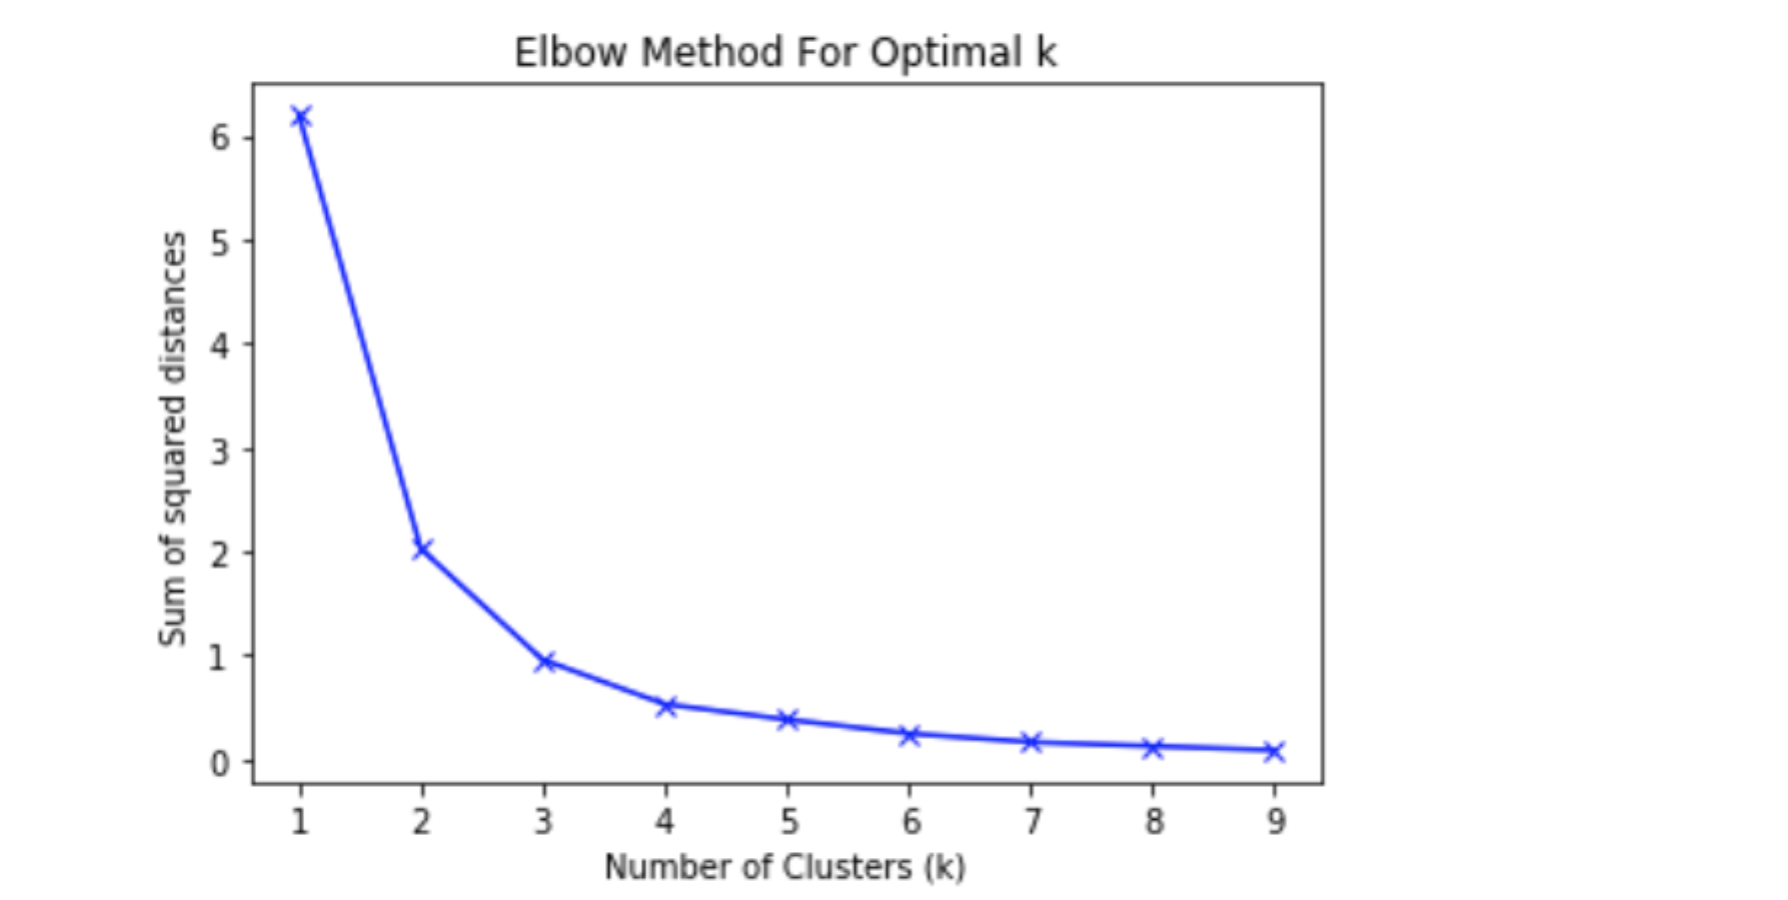 Elbow Method For Optimal k
6
5
4
3
2
1
0
Sum of squared distances
1 2 3 4 5 6 7 8 9
Number of Clusters (k)